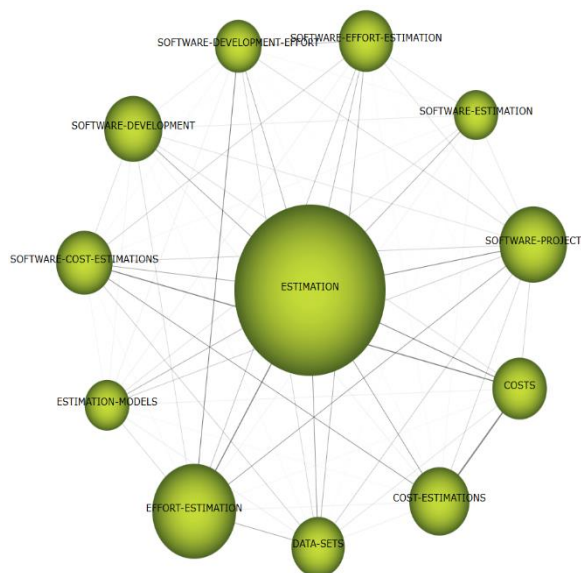 SOFTWARE-DEVELOPMENT-EFFORT
SOFTWARE-EFFORT-ESTIMATION
SOFTWARE-ESTIMATION
SOFTWARE-DEVELOPMENT
SOFTWARE-PROJECT
SOFTWARE-COST-ESTIMATIONS
ESTIMATION
COSTS
ESTIMATION-MODELS
COST-ESTIMATIONS
EFFORT-ESTIMATION
DATA-SETS